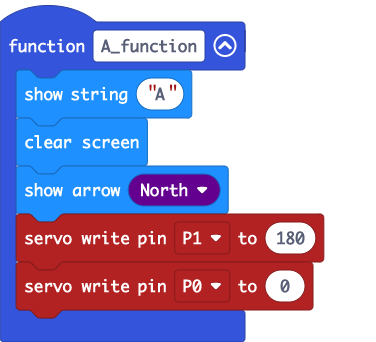 function A_function
show string "A"
clear screen
show arrow North
servo write pin P1 to 180
servo write pin P0 to 0